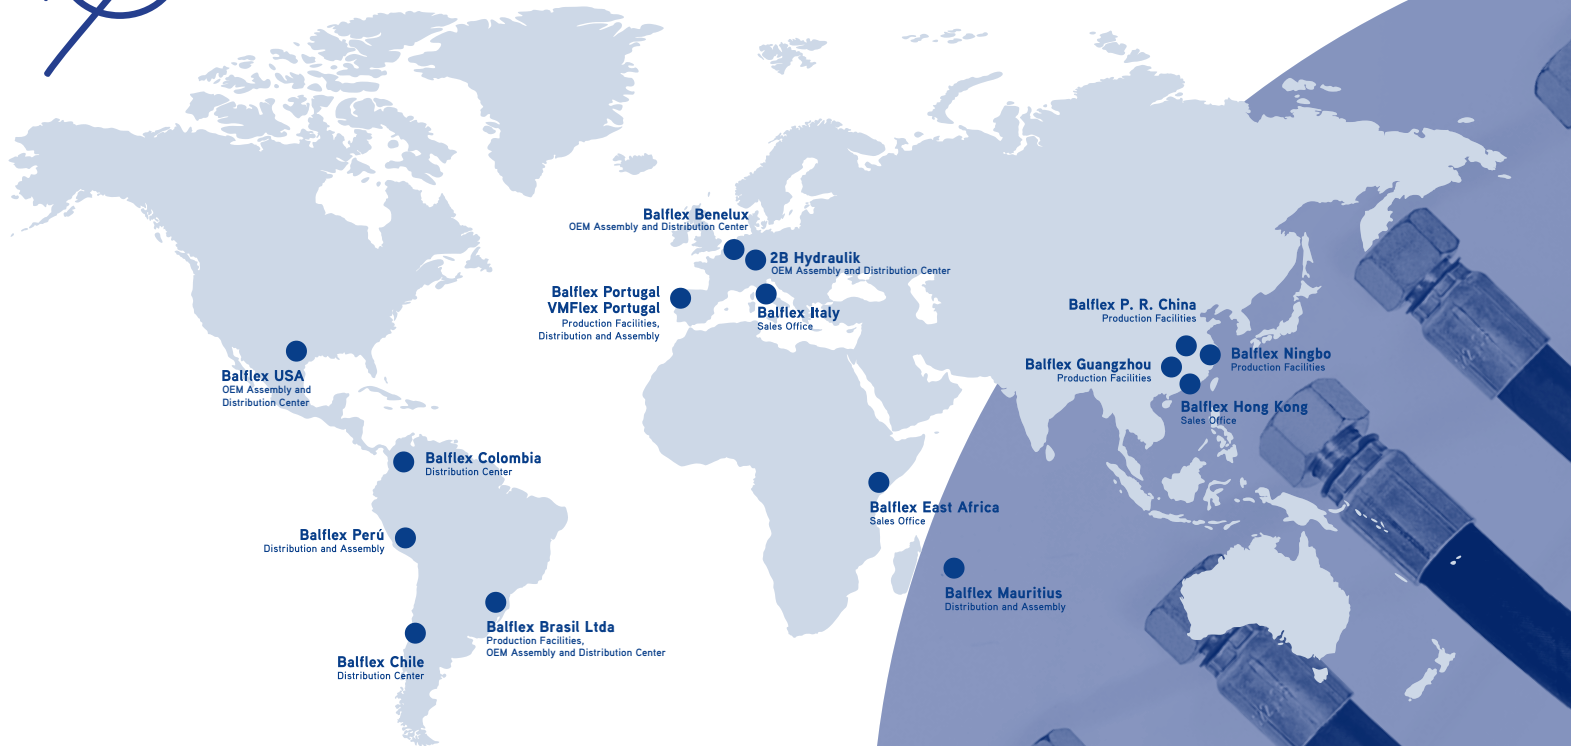 Balflex Benelux
OEM Assembly and Distribution Center
2B Hydraulik
OEM Assembly and Distribution Center
Balflex Portugal
VMFlex Portugal
Production Facilities,
Distribution and Assembly
Balflex Italy
Sales Office
Balflex P. R. China
Production Facilities
Balflex Ningbo
Production Facilities
Balflex Guangzhou
Production Facilities
Balflex Hong Kong
Sales Office
Balflex USA
OEM Assembly and
Distribution Center
Balflex Colombia
Distribution Center
Balflex East Africa
Sales Office
Balflex Perú
Distribution and Assembly
Balflex Mauritius
Distribution and Assembly
Balflex Brasil Ltda
Production Facilities,
OEM Assembly and Distribution Center
Balflex Chile
Distribution Center